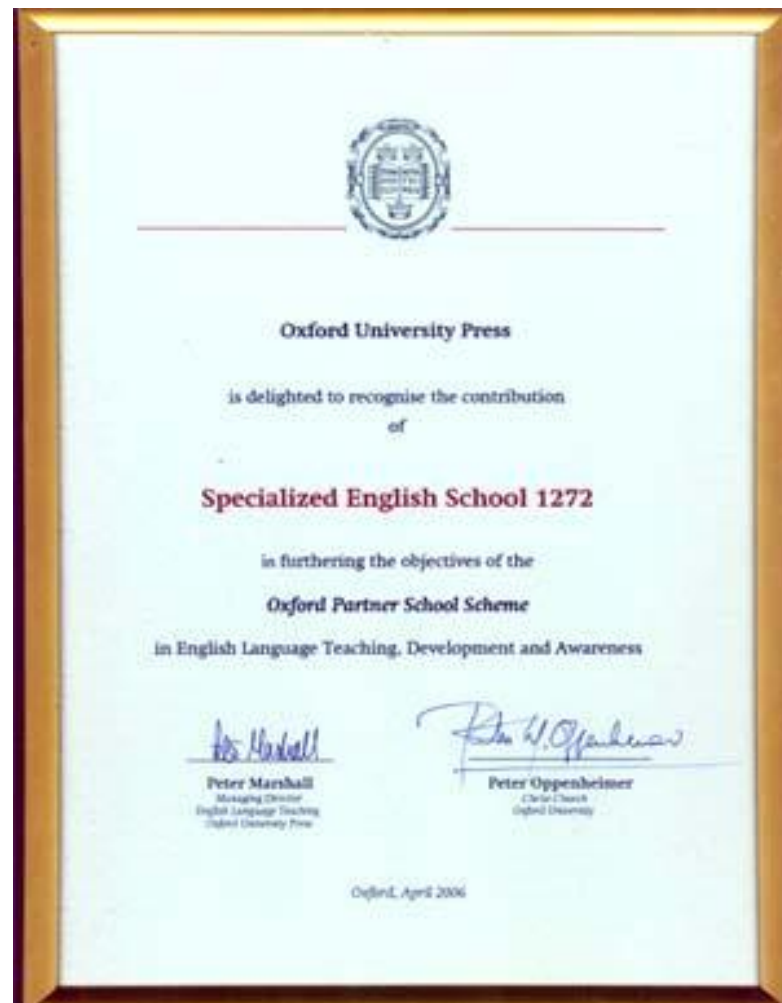 Oxford University Press
is delighted to recognise the contribution
of
Specialized English School 1272
in furthering the objectives of the
Oxford Partner School Scheme
in English Language Teaching, Development and Awareness
Peter Marshall
Managing Director
English Language Teaching
Oxford University Press
Peter W. Oppenheimer
Peter Oppenheimer
Christ Church
Oxford University
Oxford, April 2006